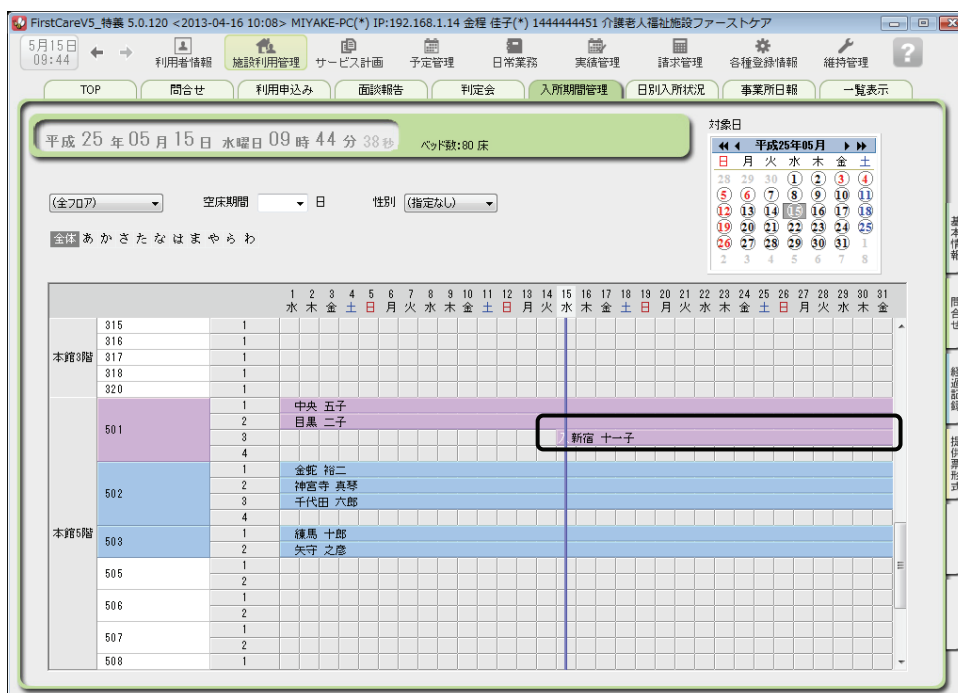 FirstCareV5_特養 5.0.120 <2013-04-16 10:08> MIYAKE-PC(*) IP:192.168.1.14 金程 佳子(*) 1444444451 介護老人福祉施設ファーストケア
5月15日
09:44
利用者情報 施設利用管理 サービス計画 予定管理 日常業務 実績管理 請求管理 各種登録情報 維持管理 ?
TOP 問合せ 利用申込み 面談報告 判定会 入所期間管理 日別入所状況 事業所日報 一覧表示
平成 25 年 05 月 15 日 水曜日 09 時 44 分 38 秒 ベッド数:80 床
対象日
平成25年05月
日 月 火 水 木 金 土
28 29 30 1 2 3 4
5 6 7 8 9 10 11
12 13 14 15 16 17 18
19 20 21 22 23 24 25
26 27 28 29 30 31 1
2 3 4 5 6 7 8
(全フロア) 空床期間 日 性別 (指定なし)
全体 あ か さ た な は ま や ら わ
基本情報
問合せ
経過記録
提供票形式
1 2 3 4 5 6 7 8 9 10 11 12 13 14 15 16 17 18 19 20 21 22 23 24 25 26 27 28 29 30 31
水 木 金 土 日 月 火 水 木 金 土 日 月 火 水 木 金 土 日 月 火 水 木 金 土 日 月 火 水 木 金
本館3階
315 1
316 1
317 1
318 1
320 1
本館5階
501
1 中央 五子
2 目黒 二子
3 入 新宿 十一子
4
502
1 金蛇 裕二
2 神宮寺 真琴
3 千代田 六郎
4
503
1 練馬 十郎
2 矢守 之彦
505
1
2
506
1
2
507
1
2
508 1